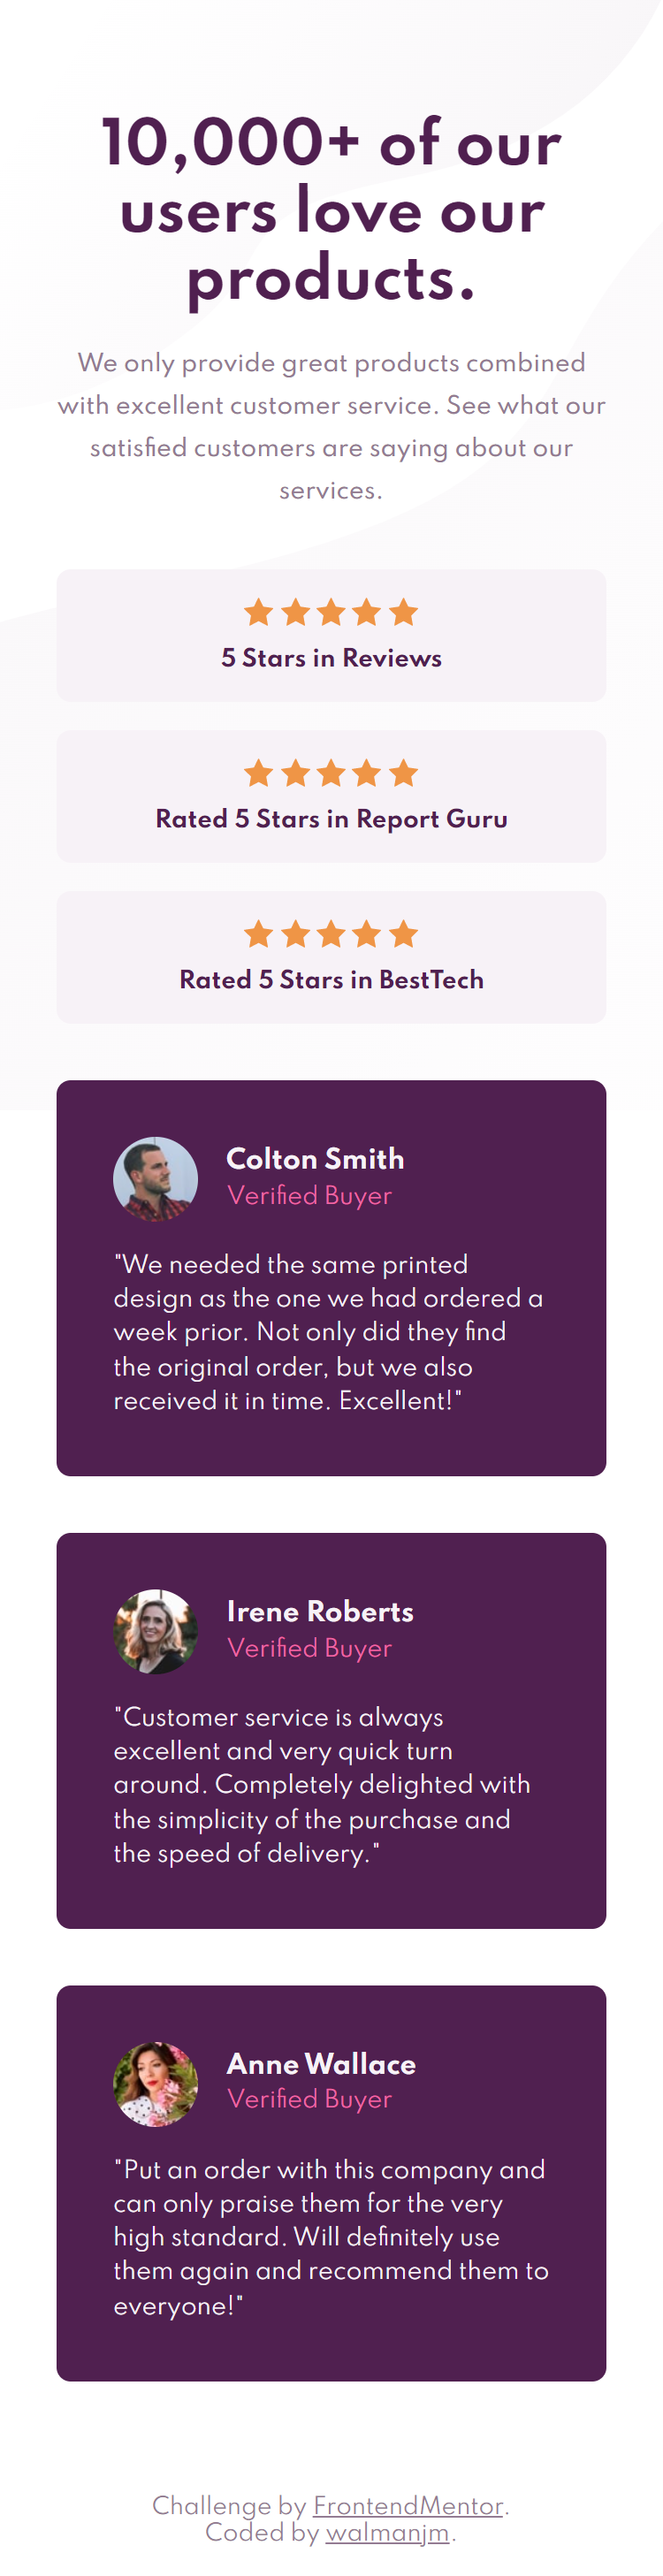 10,000+ of our
users love our
products.
We only provide great products combined
with excellent customer service. See what our
satisfied customers are saying about our
services.
5 Stars in Reviews
Rated 5 Stars in Report Guru
Rated 5 Stars in BestTech
Colton Smith
Verified Buyer
"We needed the same printed
design as the one we had ordered a
week prior. Not only did they find
the original order, but we also
received it in time. Excellent!"
Irene Roberts
Verified Buyer
"Customer service is always
excellent and very quick turn
around. Completely delighted with
the simplicity of the purchase and
the speed of delivery."
Anne Wallace
Verified Buyer
"Put an order with this company and
can only praise them for the very
high standard. Will definitely use
them again and recommend them to
everyone!"
Challenge by FrontendMentor.
Coded by walmanjm.